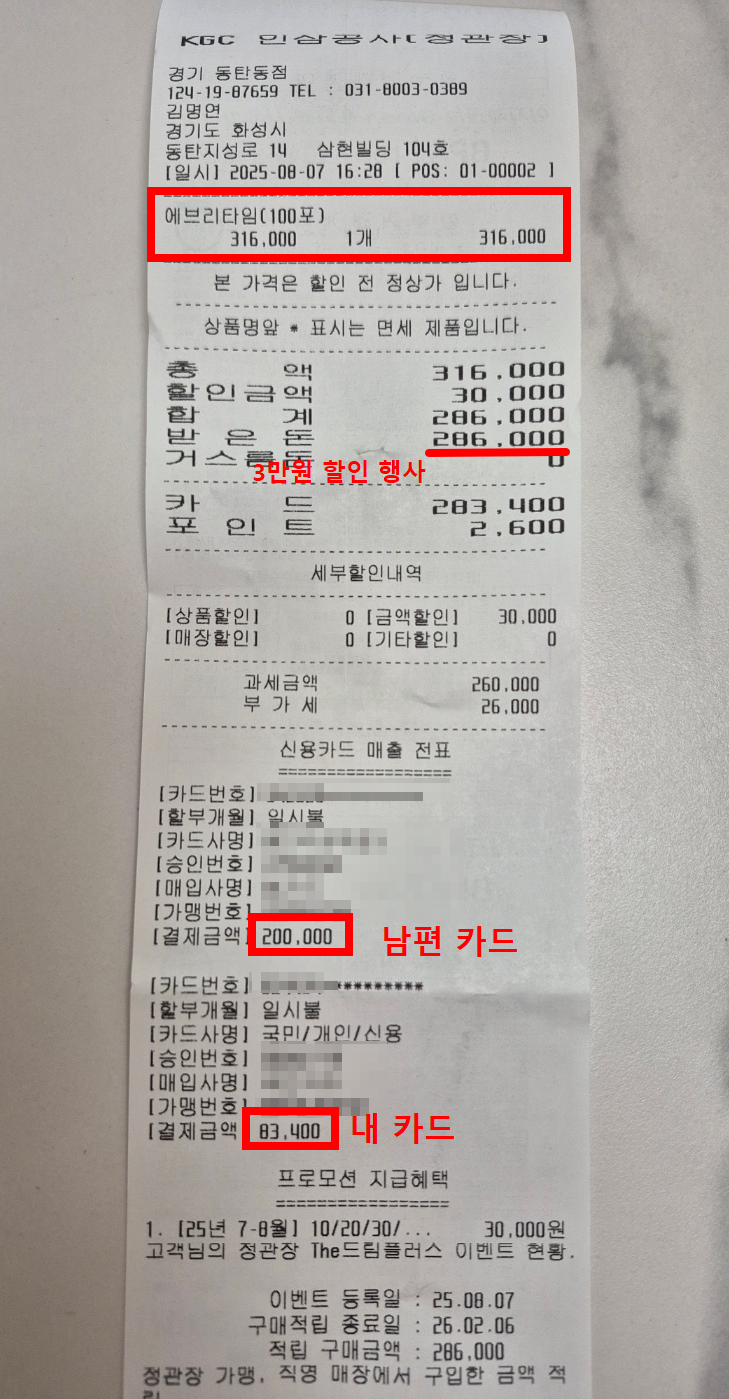 KGC 인삼공사(정관장)
경기 동탄동점
124-19-87659 TEL : 031-8003-0389
김명연
경기도 화성시
동탄지성로 14 삼현빌딩 104호
[일시] 2025-08-07 16:28 [ POS: 01-00002 ]
에브리타임(100포)
316,000 1개 316,000
본 가격은 할인 전 정상가 입니다.
상품명앞 * 표시는 면세 제품입니다.
총 액 316,000
할인금액 30,000
합 계 286,000
받 은 돈 286,000
거스름돈 0
3만원 할인 행사
카 드 283,400
포 인 트 2,600
세부할인내역
[상품할인] 0 [금액할인] 30,000
[매장할인] 0 [기타할인] 0
과세금액 260,000
부 가 세 26,000
신용카드 매출 전표
==================
[카드번호]
[할부개월] 일시불
[카드사명]
[승인번호]
[매입사명]
[가맹번호]
[결제금액] 200,000 남편 카드
[카드번호] *********
[할부개월] 일시불
[카드사명] 국민/개인/신용
[승인번호]
[매입사명]
[가맹번호]
[결제금액 83,400 내 카드
프로모션 지급혜택
==================
1. [25년 7-8월] 10/20/30/... 30,000원
고객님의 정관장 The드림플러스 이벤트 현황.
이벤트 등록일 : 25.08.07
구매적립 종료일 : 26.02.06
적립 구매금액 : 286,000
정관장 가맹, 직영 매장에서 구입한 금액 적